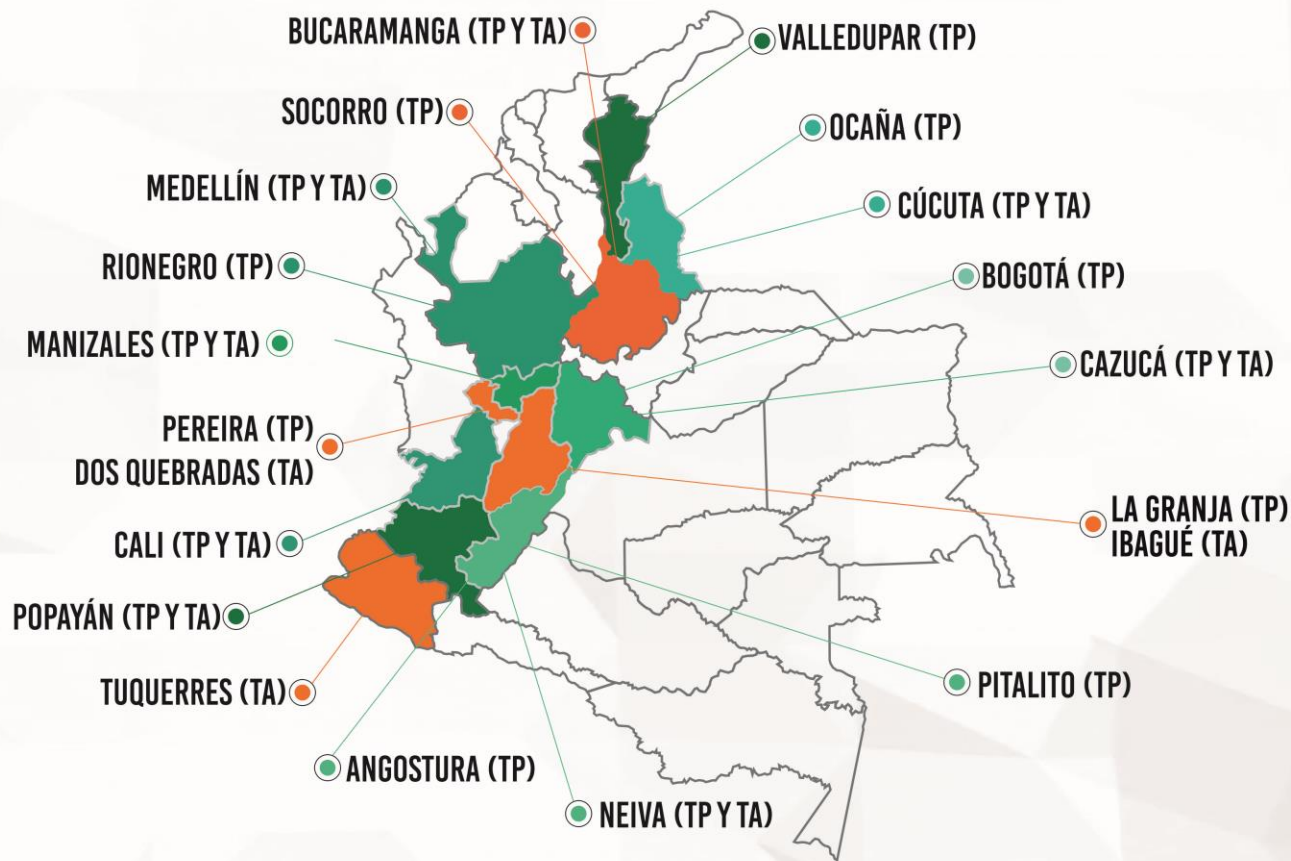 BUCARAMANGA (TP Y TA)
VALLEDUPAR (TP)
SOCORRO (TP)
OCAÑA (TP)
MEDELLÍN (TP Y TA)
CÚCUTA (TP Y TA)
RIONEGRO (TP)
BOGOTÁ (TP)
MANIZALES (TP Y TA)
CAZUCÁ (TP Y TA)
PEREIRA (TP)
DOS QUEBRADAS (TA)
LA GRANJA (TP)
IBAGUÉ (TA)
CALI (TP Y TA)
POPAYÁN (TP Y TA)
TUQUERRES (TA)
PITALITO (TP)
ANGOSTURA (TP)
NEIVA (TP Y TA)